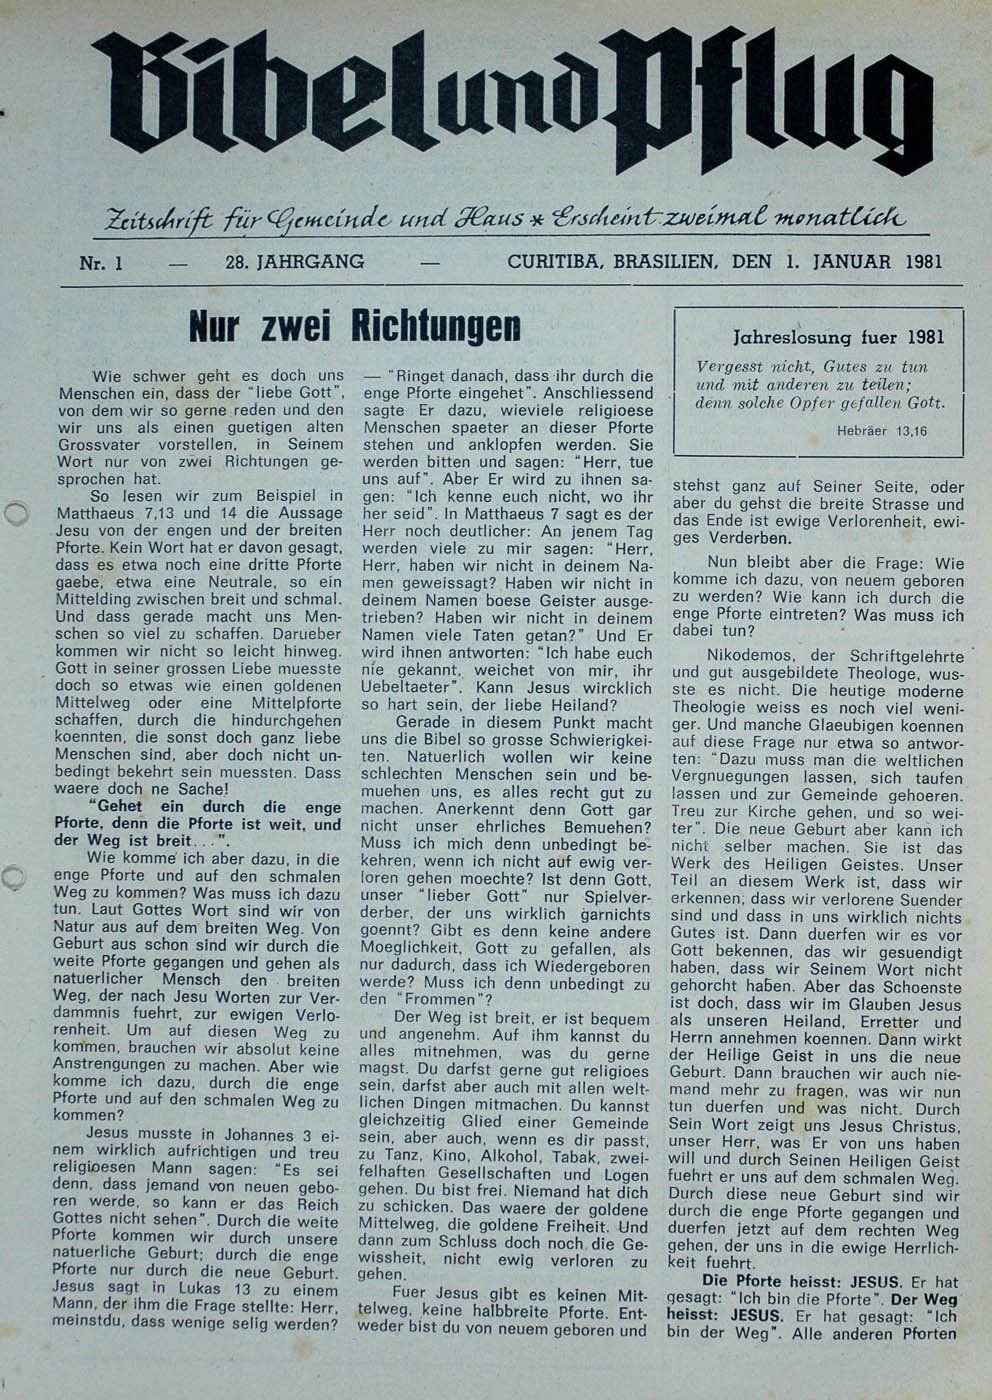 Bibel und Pflug
Zeitschrift für Gemeinde und Haus * Erscheint zweimal monatlich
Nr. 1 — 28. JAHRGANG — CURITIBA, BRASILIEN, DEN 1. JANUAR 1981
Nur zwei Richtungen
Wie schwer geht es doch uns
Menschen ein, dass der "liebe Gott",
von dem wir so gerne reden und den
wir uns als einen guetigen alten
Grossvater vorstellen, in Seinem
Wort nur von zwei Richtungen ge-
sprochen hat.
So lesen wir zum Beispiel in
Matthaeus 7,13 und 14 die Aussage
Jesu von der engen und der breiten
Pforte. Kein Wort hat er davon gesagt,
dass es etwa noch eine dritte Pforte
gaebe, etwa eine Neutrale, so ein
Mittelding zwischen breit und schmal.
Und dass gerade macht uns Men-
schen so viel zu schaffen. Darueber
kommen wir nicht so leicht hinweg.
Gott in seiner grossen Liebe muesste
doch so etwas wie einen goldenen
Mittelweg oder eine Mittelpforte
schaffen, durch die hindurchgehen
koennten, die sonst doch ganz liebe
Menschen sind, aber doch nicht un-
bedingt bekehrt sein muessten. Dass
waere doch ne Sache!
"Gehet ein durch die enge
Pforte, denn die Pforte ist weit, und
der Weg ist breit...".
Wie komme ich aber dazu, in die
enge Pforte und auf den schmalen
Weg zu kommen? Was muss ich dazu
tun. Laut Gottes Wort sind wir von
Natur aus auf dem breiten Weg. Von
Geburt aus schon sind wir durch die
weite Pforte gegangen und gehen als
natuerlicher Mensch den breiten
Weg, der nach Jesu Worten zur Ver-
dammnis fuehrt, zur ewigen Verlo-
renheit. Um auf diesen Weg zu
kommen, brauchen wir absolut keine
Anstrengungen zu machen. Aber wie
komme ich dazu, durch die enge
Pforte und auf den schmalen Weg zu
kommen?
Jesus musste in Johannes 3 ei-
nem wirklich aufrichtigen und treu
religioesen Mann sagen: "Es sei
denn, dass jemand von neuen gebo-
ren werde, so kann er das Reich
Gottes nicht sehen". Durch die weite
Pforte kommen wir durch unsere
natuerliche Geburt; durch die enge
Pforte nur durch die neue Geburt.
Jesus sagt in Lukas 13 zu einem
Mann, der ihm die Frage stellte: Herr,
meinstdu, dass wenige selig werden?
— "Ringet danach, dass ihr durch die
enge Pforte eingehet". Anschliessend
sagte Er dazu, wieviele religioese
Menschen spaeter an dieser Pforte
stehen und anklopfen werden. Sie
werden bitten und sagen: "Herr, tue
uns auf". Aber Er wird zu ihnen sa-
gen: "Ich kenne euch nicht, wo ihr
her seid". In Matthaeus 7 sagt es der
Herr noch deutlicher: An jenem Tag
werden viele zu mir sagen: "Herr,
Herr, haben wir nicht in deinem Na-
men geweissagt? Haben wir nicht in
deinem Namen boese Geister ausge-
trieben? Haben wir nicht in deinem
Namen viele Taten getan?" Und Er
wird ihnen antworten: "Ich habe euch
nie gekannt, weichet von mir, ihr
Uebeltaeter". Kann Jesus wircklich
so hart sein, der liebe Heiland?
Gerade in diesem Punkt macht
uns die Bibel so grosse Schwierigkei-
ten. Natuerlich wollen wir keine
schlechten Menschen sein und be-
muehen uns, es alles recht gut zu
machen. Anerkennt denn Gott gar
nicht unser ehrliches Bemuehen?
Muss ich mich denn unbedingt be-
kehren, wenn ich nicht auf ewig ver-
loren gehen moechte? Ist denn Gott,
unser "lieber Gott" nur Spielver-
derber, der uns wirklich garnichts
goennt? Gibt es denn keine andere
Moeglichkeit, Gott zu gefallen, als
nur dadurch, dass ich Wiedergeboren
werde? Muss ich denn unbedingt zu
den "Frommen"?
Der Weg ist breit, er ist bequem
und angenehm. Auf ihm kannst du
alles mitnehmen, was du gerne
magst. Du darfst gerne gut religioes
sein, darfst aber auch mit allen welt-
lichen Dingen mitmachen. Du kannst
gleichzeitig Glied einer Gemeinde
sein, aber auch, wenn es dir passt,
zu Tanz, Kino, Alkohol, Tabak, zwei-
felhaften Gesellschaften und Logen
gehen. Du bist frei. Niemand hat dich
zu schicken. Das waere der goldene
Mittelweg, die goldene Freiheit. Und
dann zum Schluss doch noch die Ge-
wissheit, nicht ewig verloren zu
gehen.
Fuer Jesus gibt es keinen Mit-
telweg, keine halbbreite Pforte. Ent-
weder bist du von neuem geboren und
Jahreslosung fuer 1981
Vergesst nicht, Gutes zu tun
und mit anderen zu teilen;
denn solche Opfer gefallen Gott.
Hebräer 13,16
stehst ganz auf Seiner Seite, oder
aber du gehst die breite Strasse und
das Ende ist ewige Verlorenheit, ewi-
ges Verderben.
Nun bleibt aber die Frage: Wie
komme ich dazu, von neuem geboren
zu werden? Wie kann ich durch die
enge Pforte eintreten? Was muss ich
dabei tun?
Nikodemos, der Schriftgelehrte
und gut ausgebildete Theologe, wus-
ste es nicht. Die heutige moderne
Theologie weiss es noch viel weni-
ger. Und manche Glaeubigen koennen
auf diese Frage nur etwa so antwor-
ten: "Dazu muss man die weltlichen
Vergnuegungen lassen, sich taufen
lassen und zur Gemeinde gehoeren.
Treu zur Kirche gehen, und so wei-
ter". Die neue Geburt aber kann ich
nicht selber machen. Sie ist das
Werk des Heiligen Geistes. Unser
Teil an diesem Werk ist, dass wir
erkennen; dass wir verlorene Suender
sind und dass in uns wirklich nichts
Gutes ist. Dann duerfen wir es vor
Gott bekennen, das wir gesuendigt
haben, dass wir Seinem Wort nicht
gehorcht haben. Aber das Schoenste
ist doch, dass wir im Glauben Jesus
als unseren Heiland, Erretter und
Herrn annehmen koennen. Dann wirkt
der Heilige Geist in uns die neue
Geburt. Dann brauchen wir auch nie-
mand mehr zu fragen, was wir nun
tun duerfen und was nicht. Durch
Sein Wort zeigt uns Jesus Christus,
unser Herr, was Er von uns haben
will und durch Seinen Heiligen Geist
fuehrt er uns auf dem schmalen Weg.
Durch diese neue Geburt sind wir
durch die enge Pforte gegangen und
duerfen jetzt auf dem rechten Weg
gehen, der uns in die ewige Herrlich-
keit fuehrt.
Die Pforte heisst: JESUS. Er hat
gesagt: "Ich bin die Pforte". Der Weg
heisst: JESUS. Er hat gesagt: "Ich
bin der Weg". Alle anderen Pforten